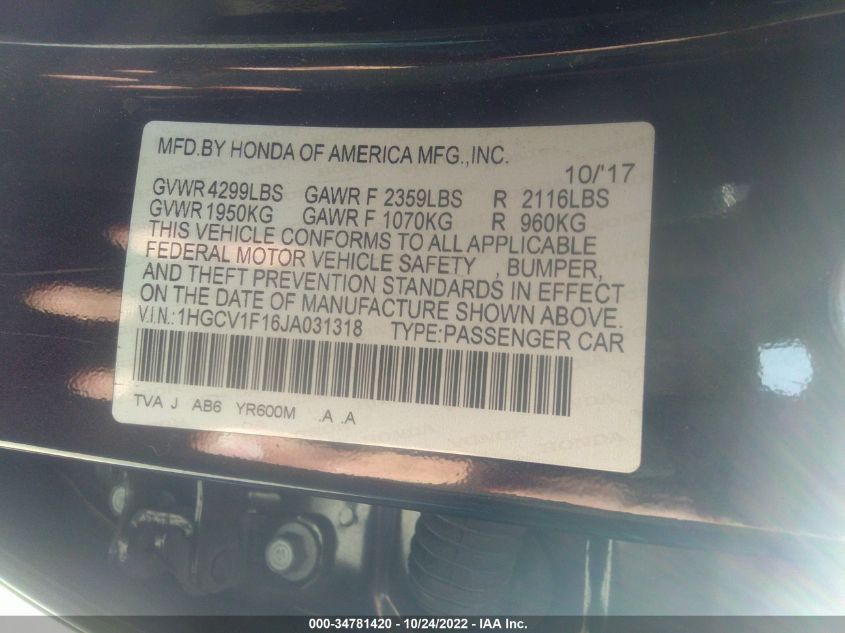 MFD.BY HONDA OF AMERICA MFG.,INC.
10/'17
GVWR 4299LBS GAWR F 2359LBS R 2116LBS
GVWR 1950KG GAWR F 1070KG R 960KG
THIS VEHICLE CONFORMS TO ALL APPLICABLE
FEDERAL MOTOR VEHICLE SAFETY , BUMPER,
AND THEFT PREVENTION STANDARDS IN EFFECT
ON THE DATE OF MANUFACTURE SHOWN ABOVE.
V.I.N.:1HGCV1F16JA031318 TYPE:PASSENGER CAR
TVA J AB6 YR600M .A .A
000-34781420 - 10/24/2022 - IAA Inc.